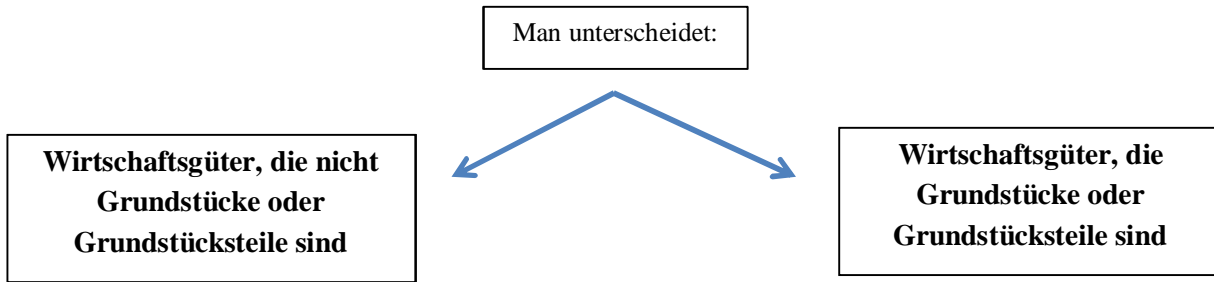 Man unterscheidet:
Wirtschaftsgüter, die nicht
Grundstücke oder
Grundstücksteile sind
Wirtschaftsgüter, die
Grundstücke oder
Grundstücksteile sind